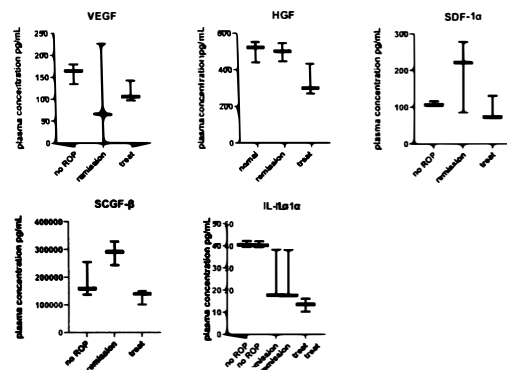 VEGF
plasma concentration pg/mL
250
200
150
100
50
0
no ROP
remission
treat
HGF
plasma concentration pg/mL
600
400
200
0
normal
remission
treat
SDF-1α
plasma concentration pg/mL
300
200
100
0
no ROP
remission
treat
SCGF-β
plasma concentration pg/mL
400000
300000
200000
100000
no ROP
remission
treat
plasma concentration pg/mL
50
40
30
20
10
0
no ROP
no ROP
remission
remission
treat
treat